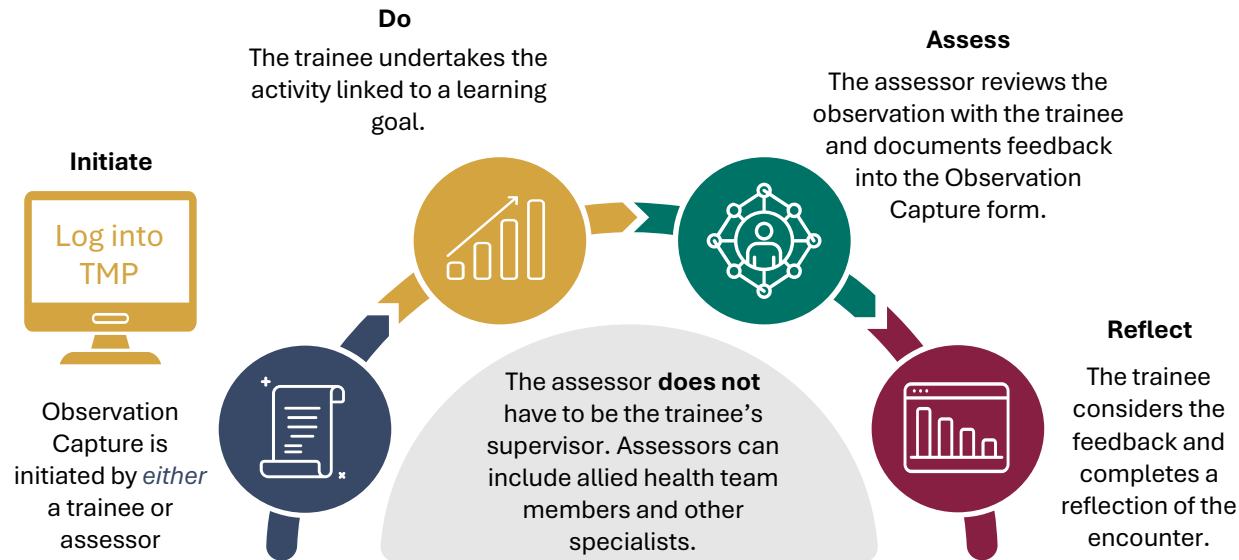 Initiate
Log into
TMP
Observation
Capture is
initiated by either
a trainee or
assessor
Do
The trainee undertakes the
activity linked to a learning
goal.
Assess
The assessor reviews the
observation with the trainee
and documents feedback
into the Observation
Capture form.
Reflect
The trainee
considers the
feedback and
completes a
reflection of the
encounter.
The assessor does not
have to be the trainee’s
supervisor. Assessors can
include allied health team
members and other
specialists.